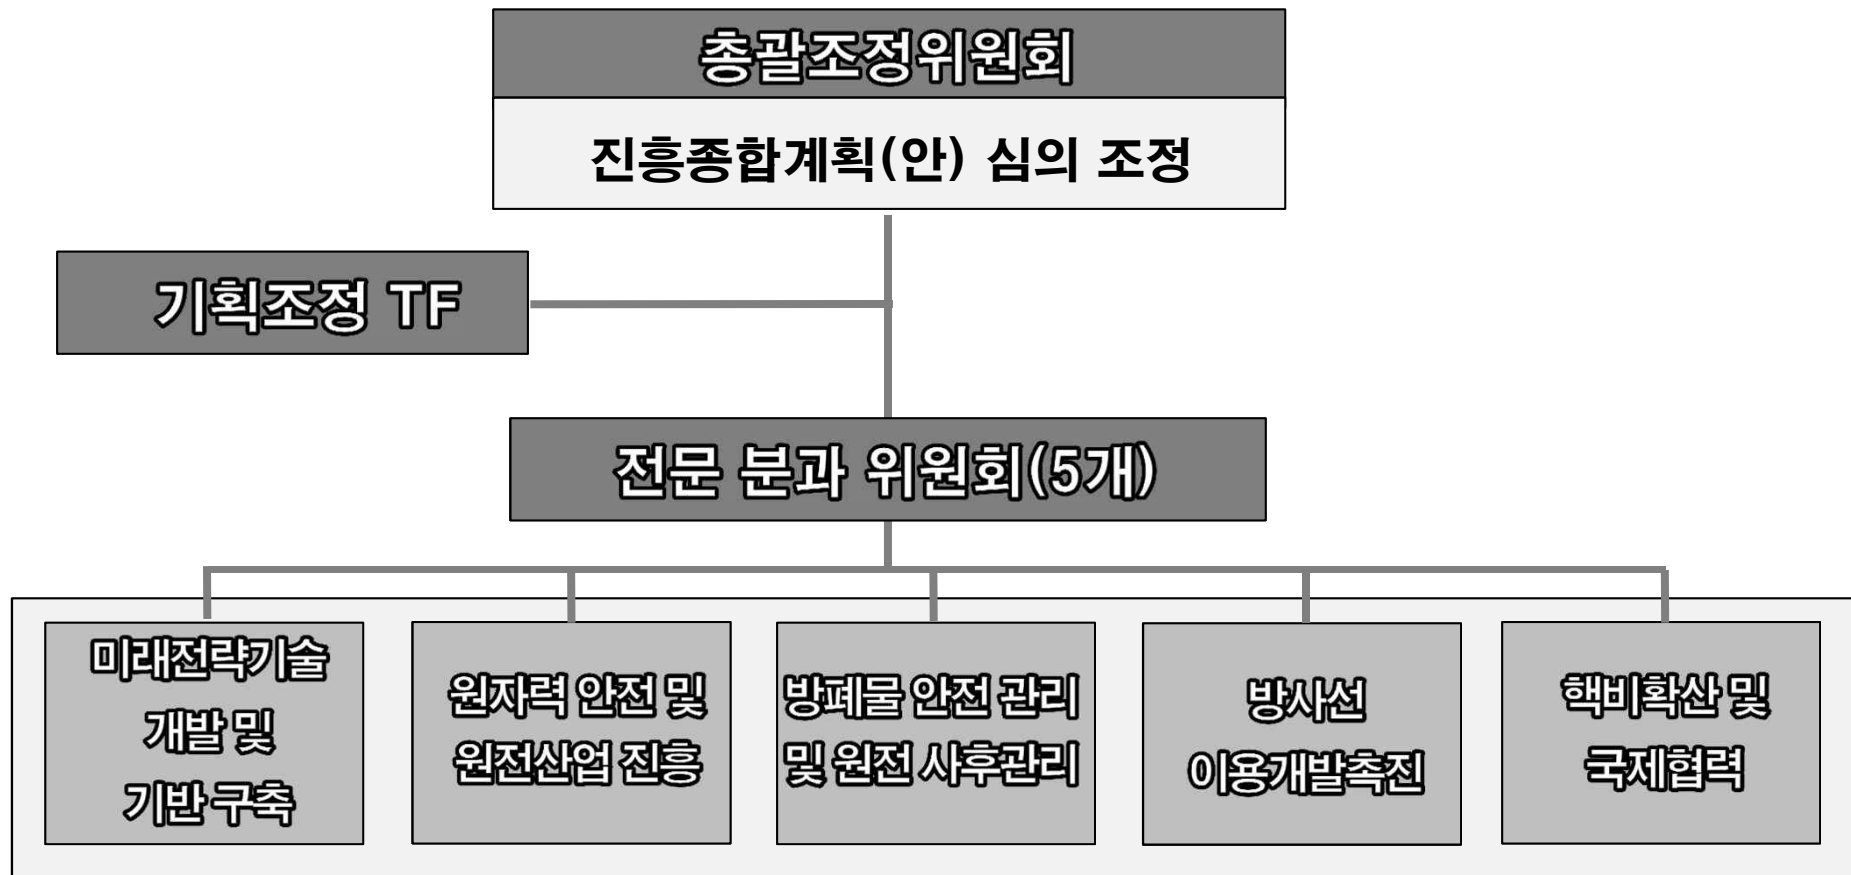 총괄조정위원회
진흥종합계획(안) 심의 조정
기획조정 TF
전문 분과 위원회(5개)
미래전략기술
개발 및
기반 구축
원자력 안전 및
원전산업 진흥
방폐물 안전 관리
및 원전 사후관리
방사선
이용개발촉진
핵비확산 및
국제협력